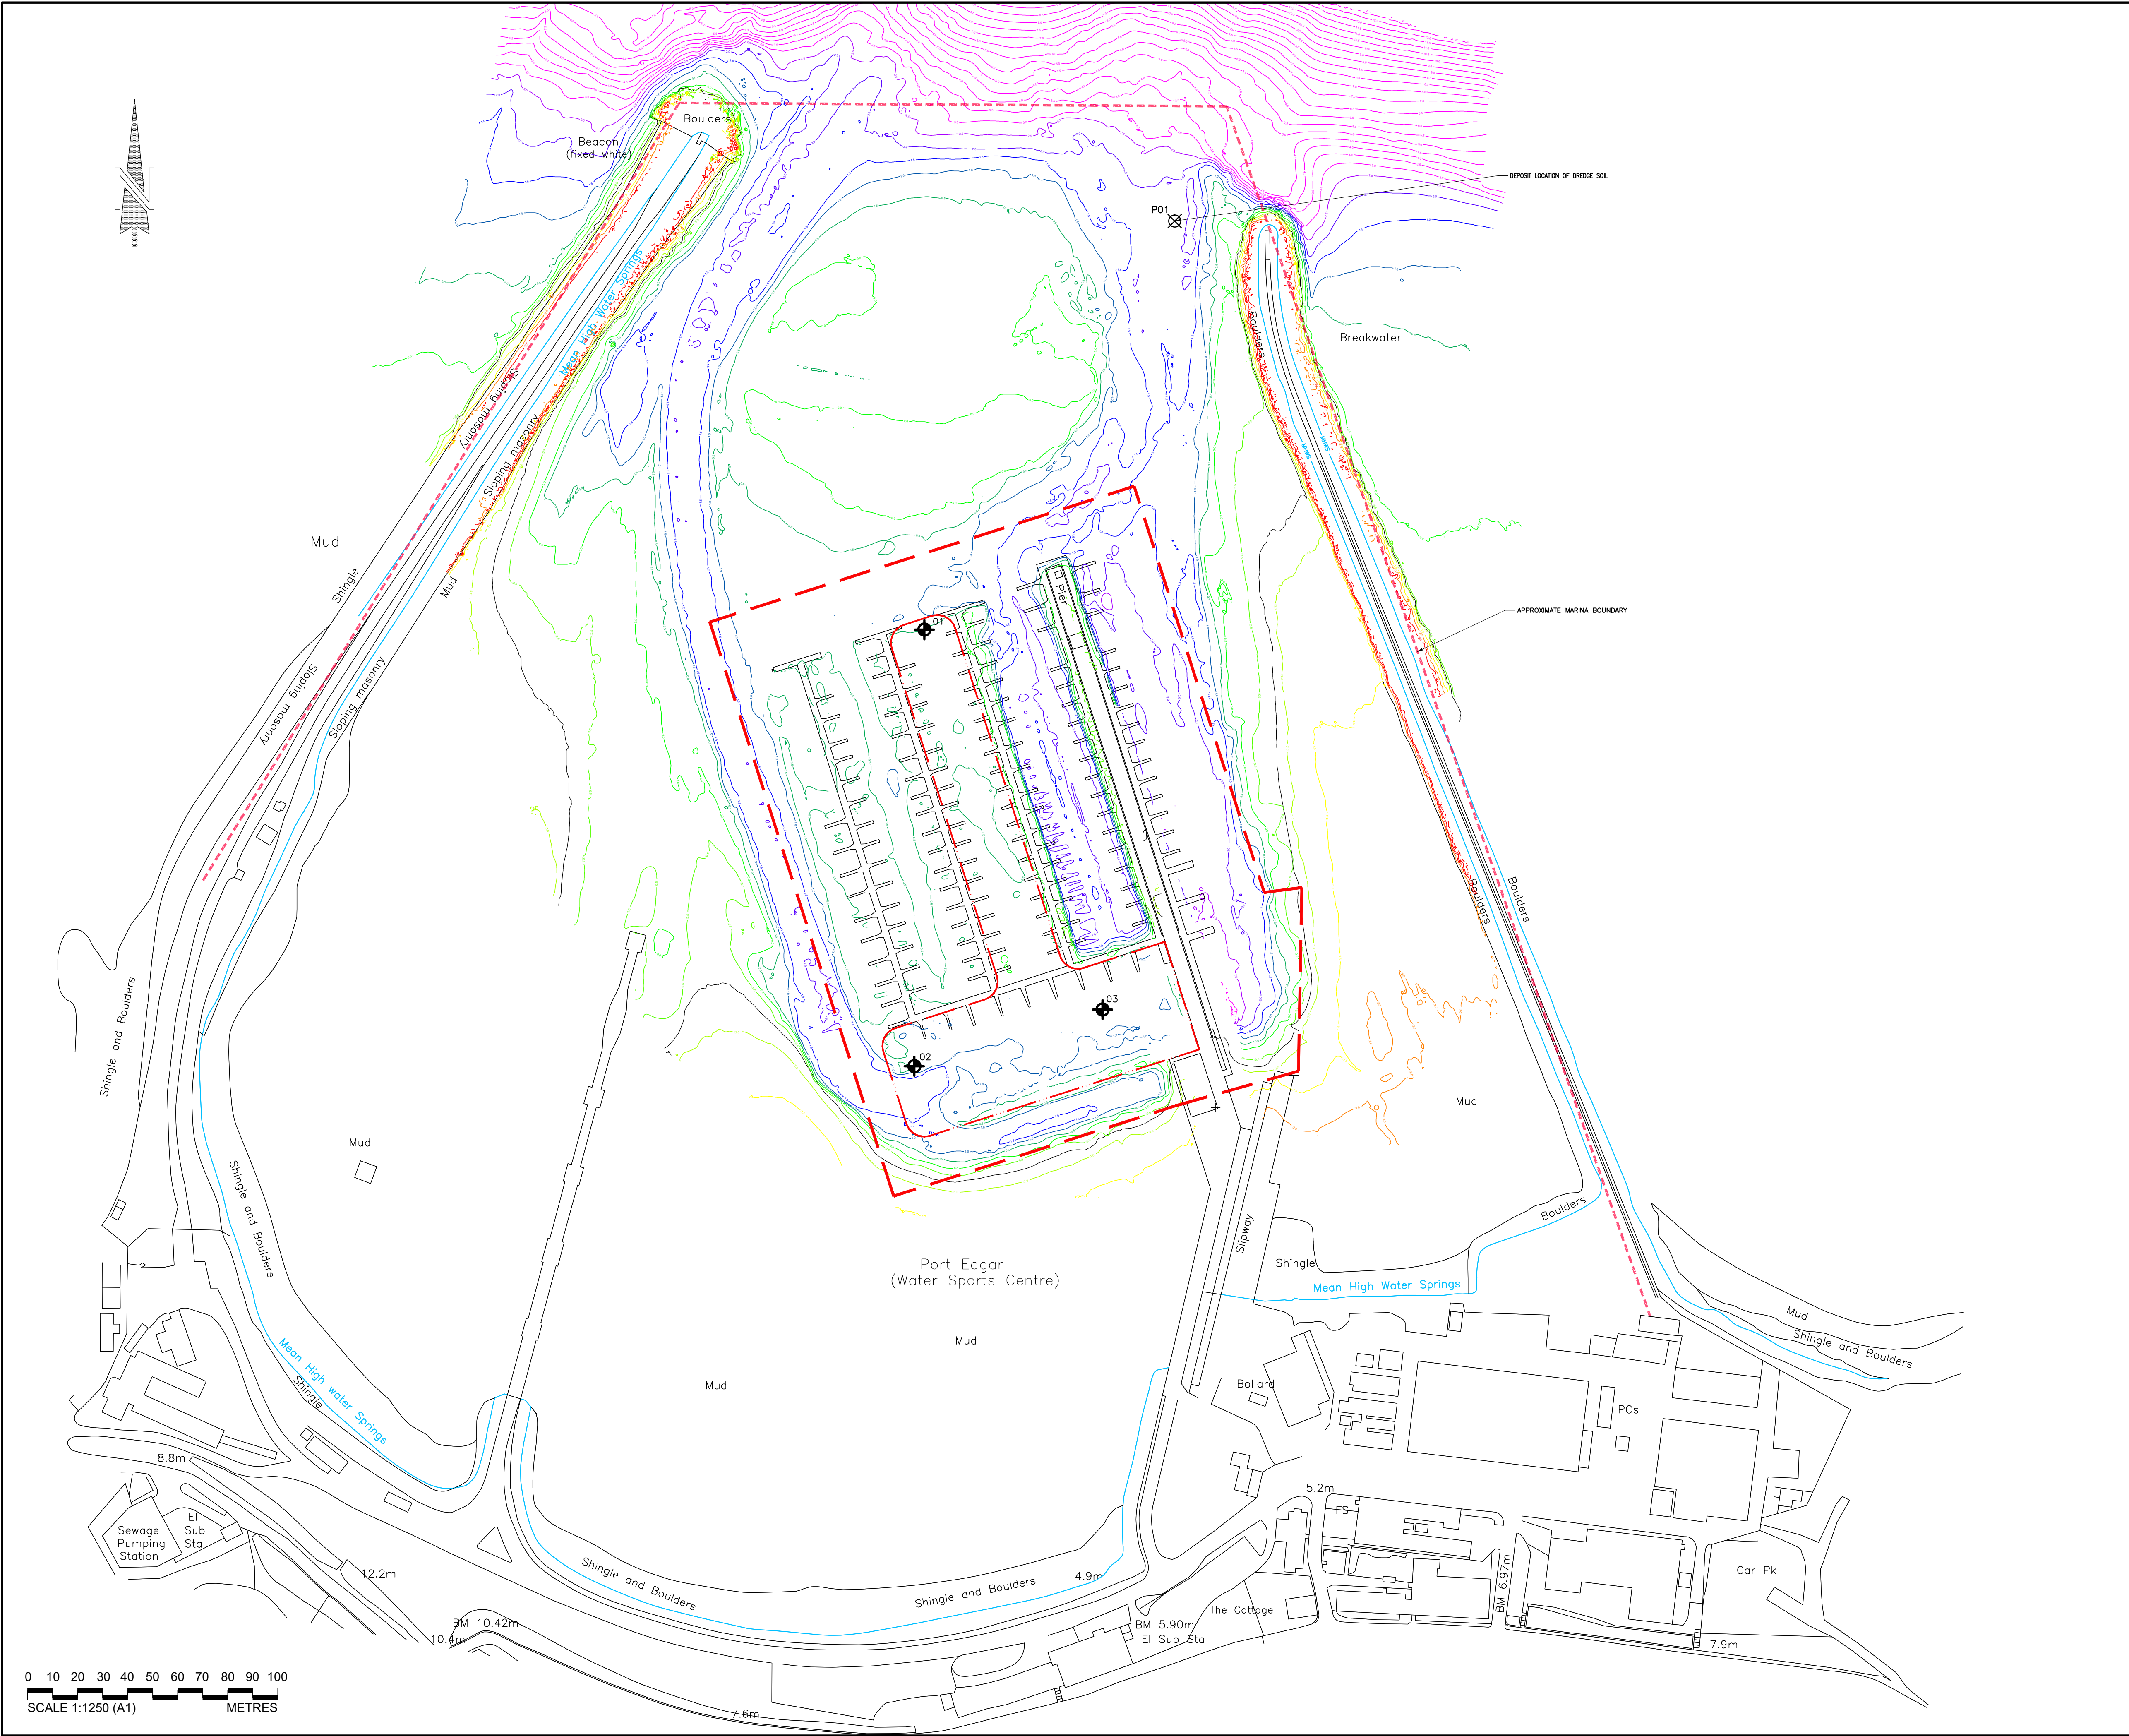 Boulders
Beacon
(fixed white)
N
DEPOSIT LOCATION OF DREDGE SOIL
P01
Mean High Water Springs
Boulders
Breakwater
Sloping masonry
Sloping masonry
Mud
Shingle
Mud
Pier
APPROXIMATE MARINA BOUNDARY
01
Sloping masonry
Sloping masonry
Boulders
Boulders
Shingle and Boulders
03
02
Mud
Mud
Shingle and Boulders
Slipway
Boulders
Port Edgar
(Water Sports Centre)
Shingle
Mean High Water Springs
Mud
Shingle and Boulders
Mud
Mud
Mean High water Springs
Shingle
Bollard
PCs
8.8m
5.2m
FS
El
Sub
Sta
Sewage
Pumping
Station
12.2m
Shingle and Boulders
Shingle and Boulders
4.9m
BM 6.97m
Car Pk
The Cottage
BM 10.42m
10.4m
BM 5.90m
El Sub Sta
7.9m
7.6m
0 10 20 30 40 50 60 70 80 90 100
SCALE 1:1250 (A1) METRES